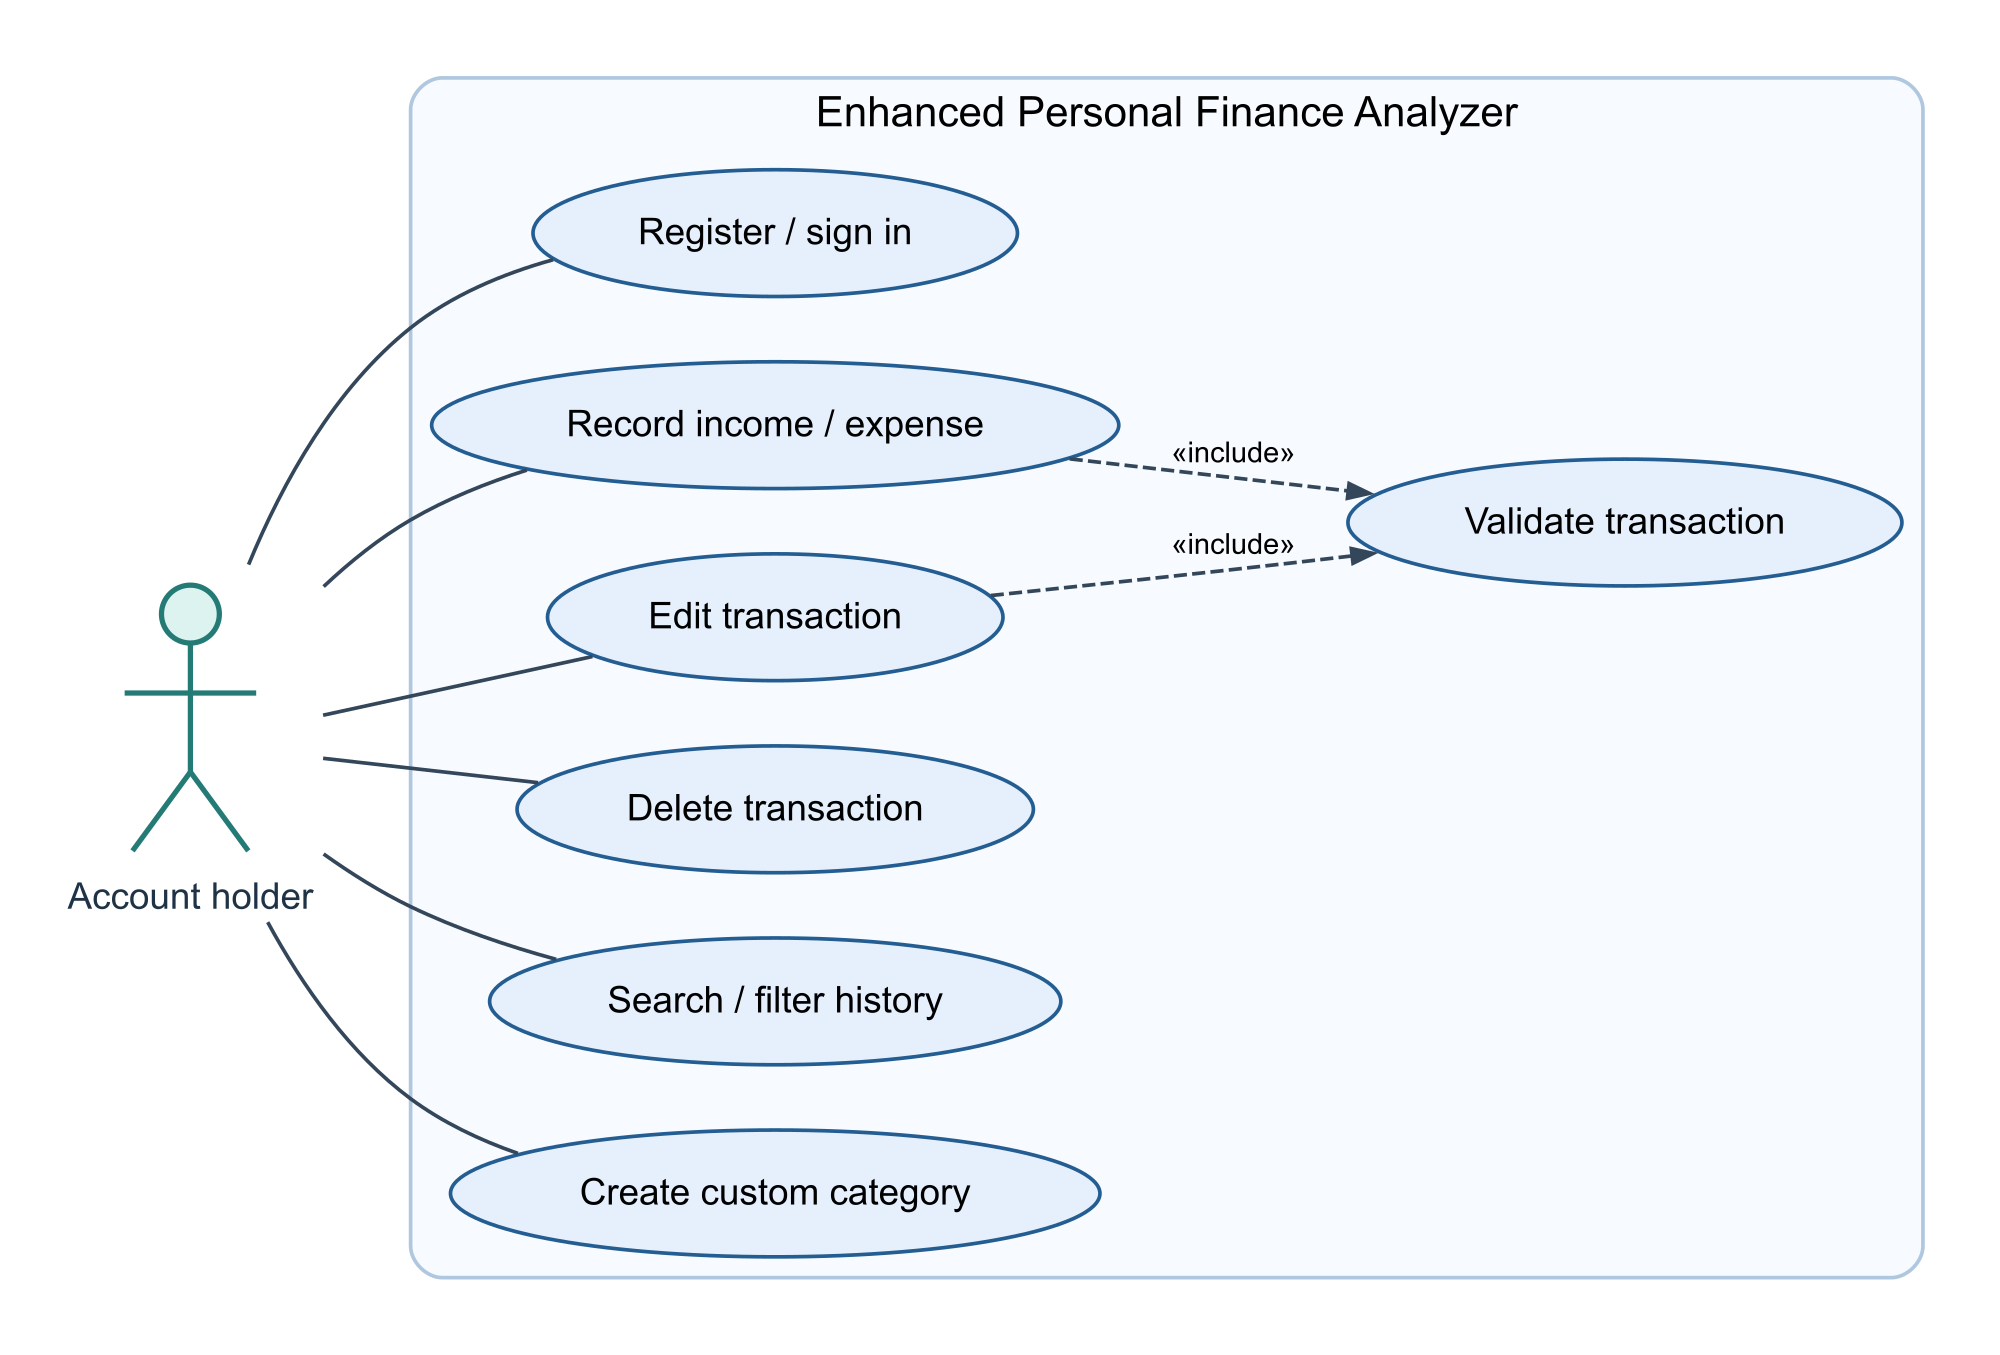 Enhanced Personal Finance Analyzer
Register / sign in
Record income / expense
«include»
Validate transaction
«include»
Edit transaction
Delete transaction
Account holder
Search / filter history
Create custom category